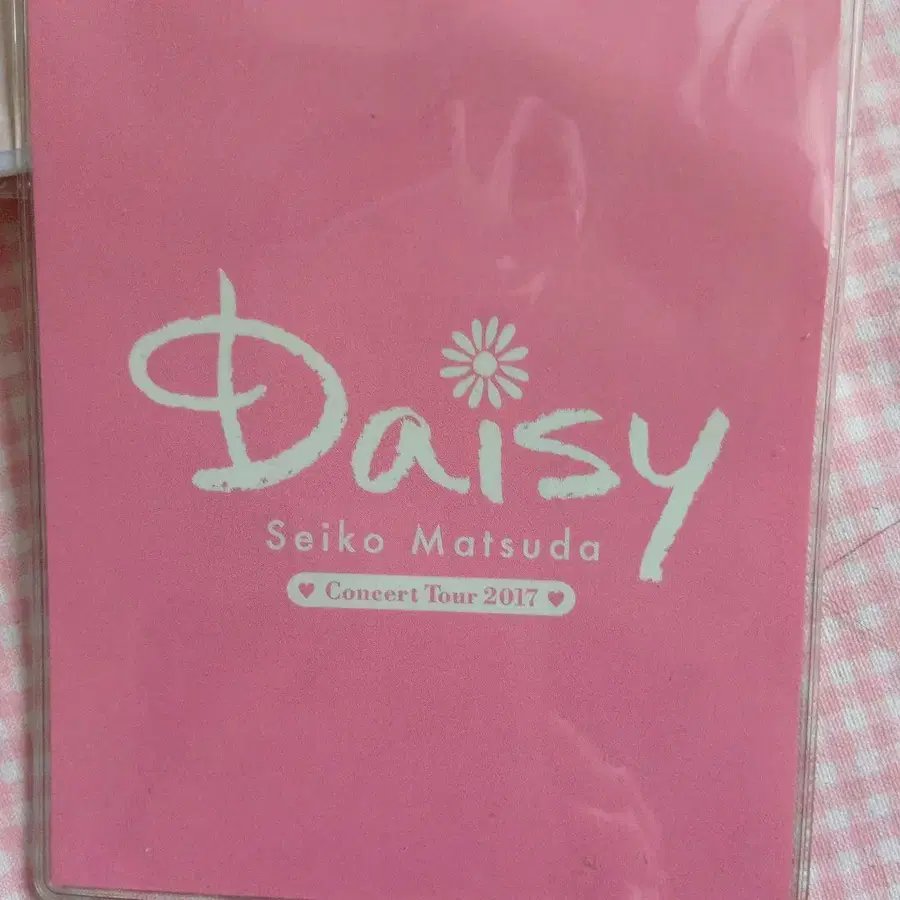 Daisy
Seiko Matsuda
♥ Concert Tour 2017 ♥